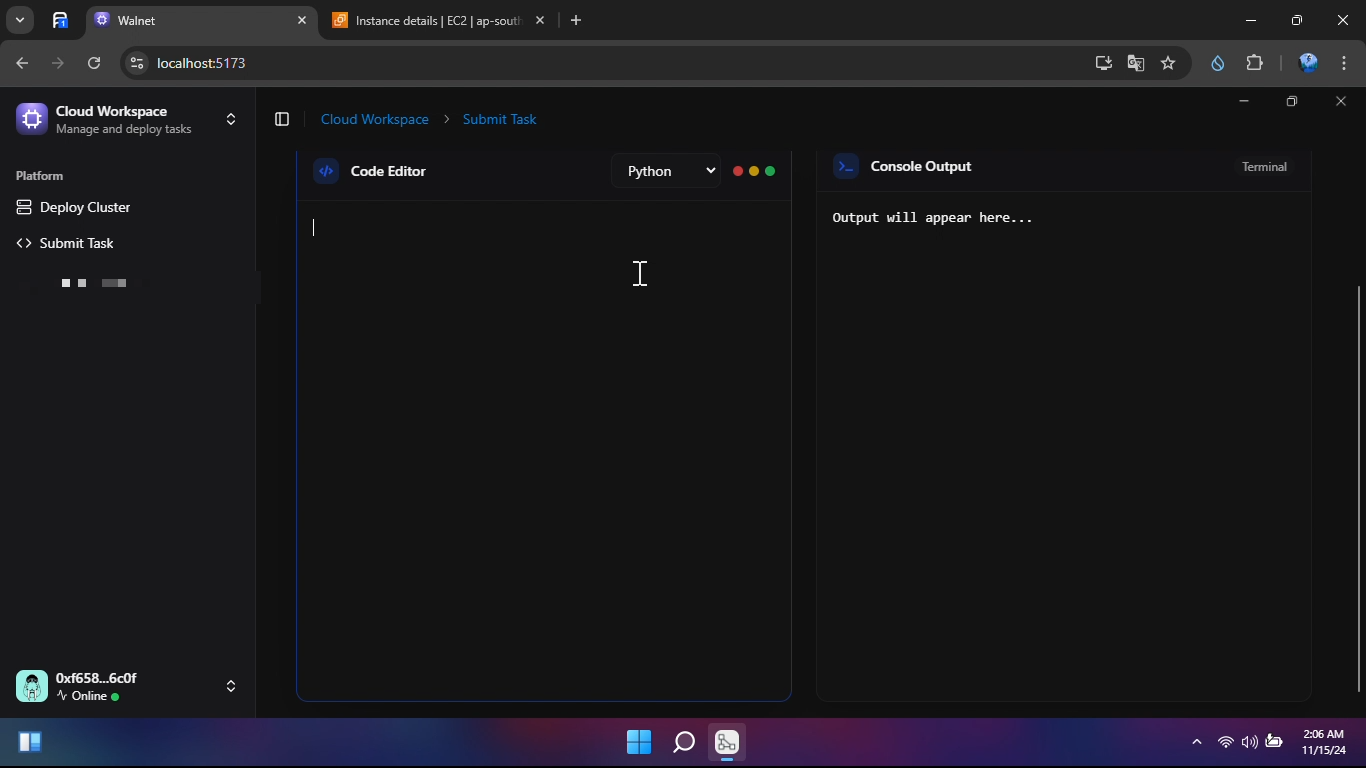 Walnet
Instance details | EC2 | ap-south
localhost:5173
Cloud Workspace
Manage and deploy tasks
Cloud Workspace > Submit Task
Platform
Deploy Cluster
Submit Task
Code Editor
Python
Console Output
Terminal
Output will appear here...
0xf658...6c0f
Online
2:06 AM
11/15/24